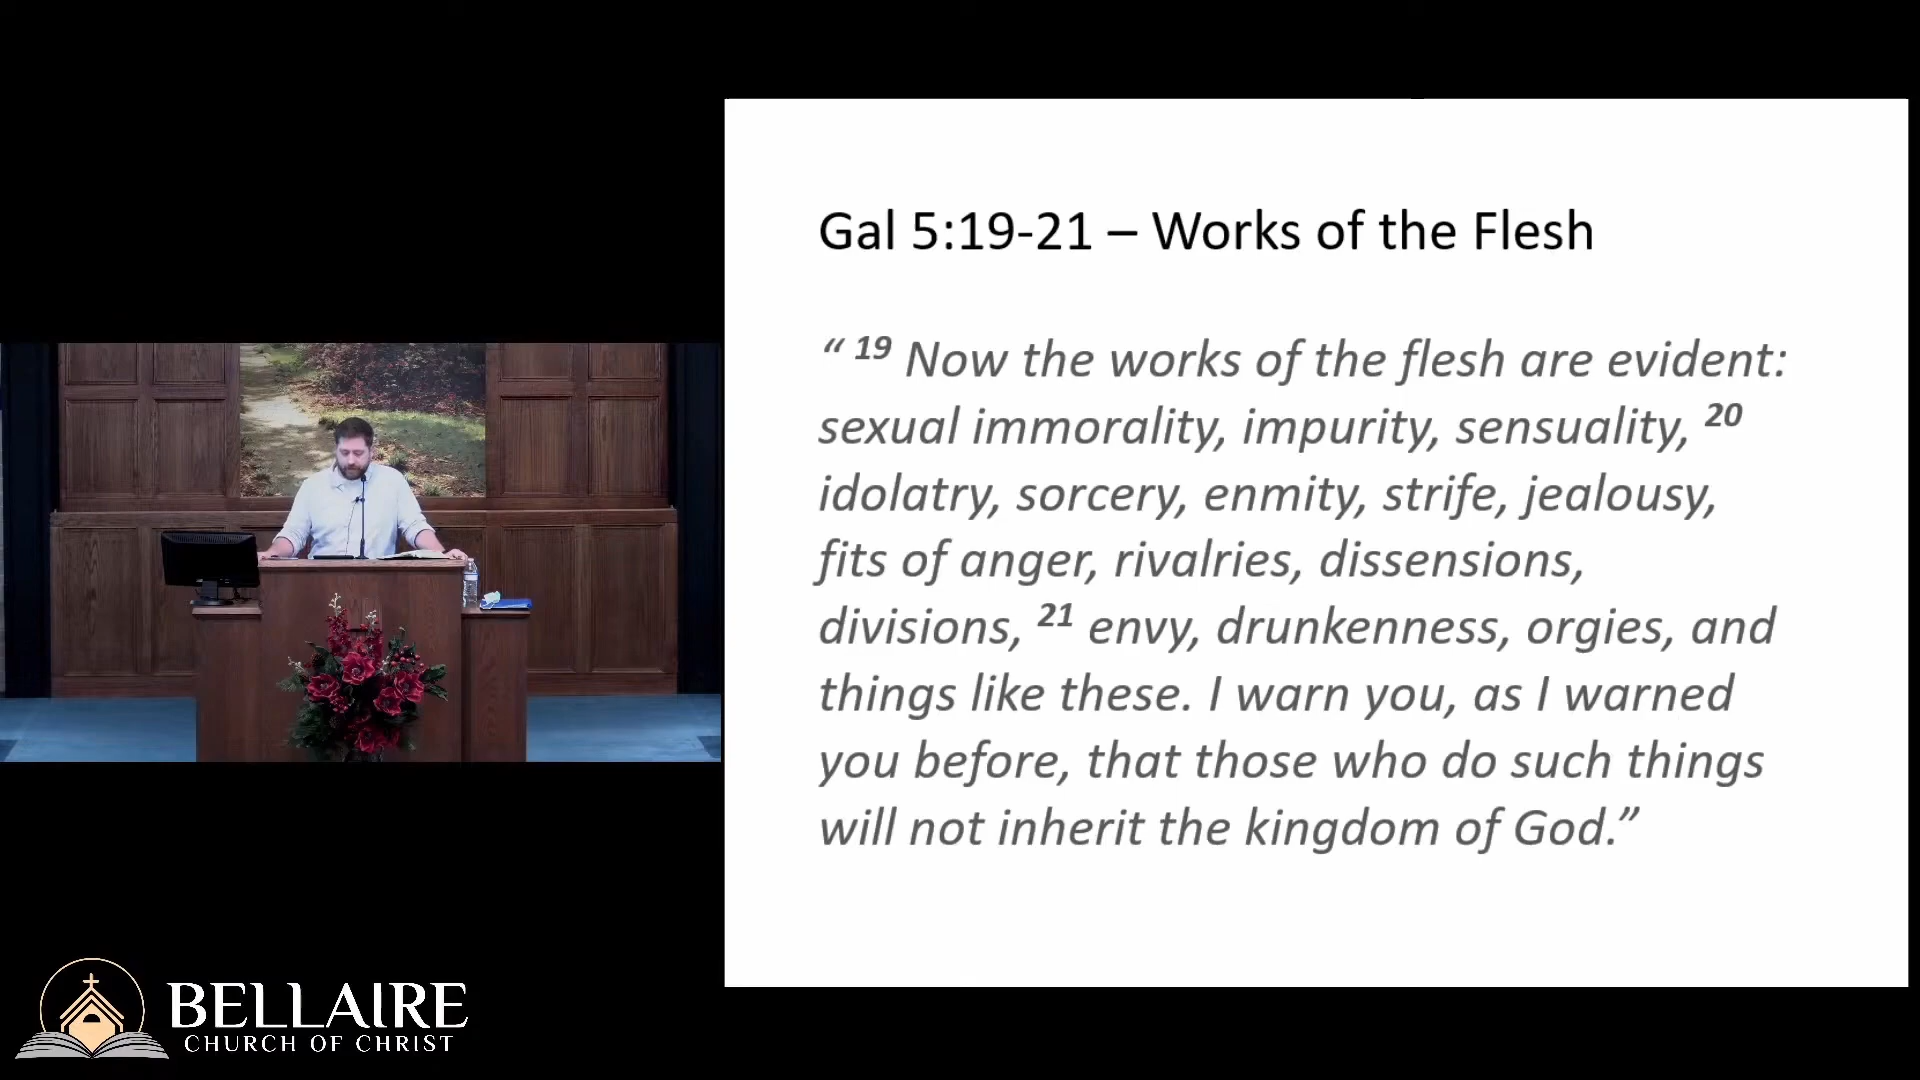 Gal 5:19-21 – Works of the Flesh
“ 19 Now the works of the flesh are evident:
sexual immorality, impurity, sensuality, 20
idolatry, sorcery, enmity, strife, jealousy,
fits of anger, rivalries, dissensions,
divisions, 21 envy, drunkenness, orgies, and
things like these. I warn you, as I warned
you before, that those who do such things
will not inherit the kingdom of God.”
BELLAIRE
CHURCH OF CHRIST